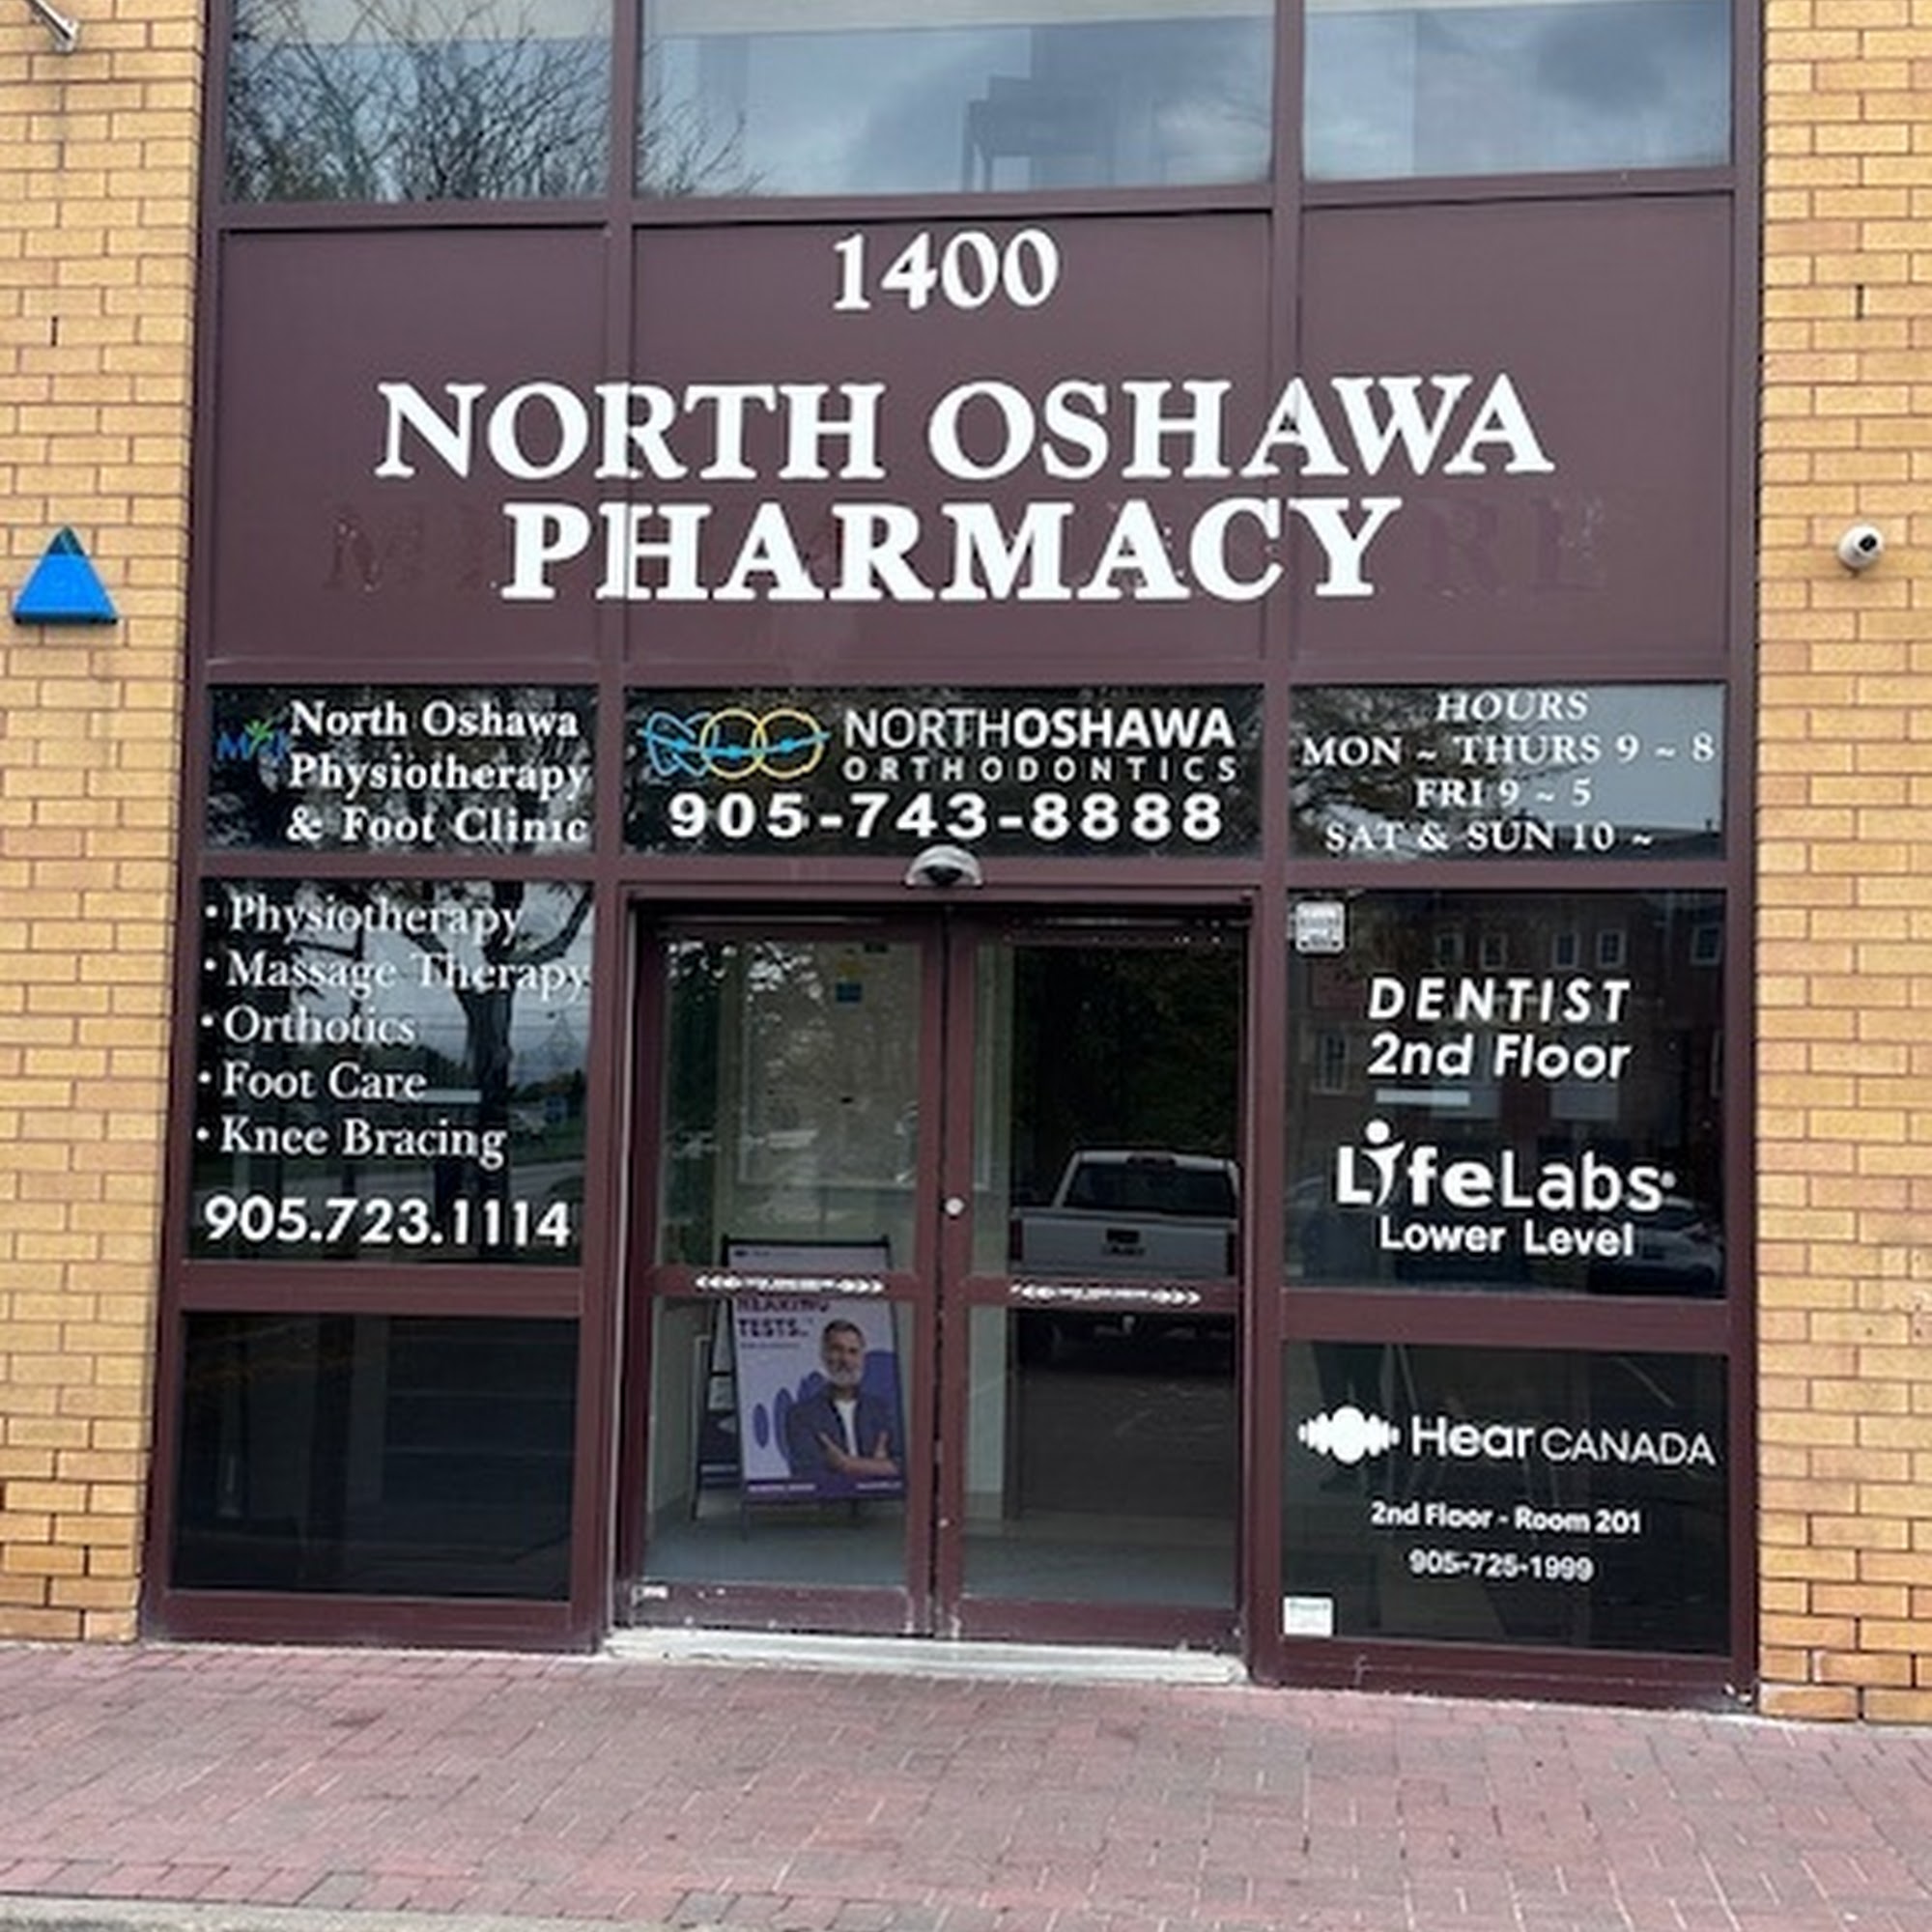 1400
NORTH OSHAWA
PHARMACY
North Oshawa
Physiotherapy
& Foot Clinic
NORTHOSHAWA
ORTHODONTICS
905-743-8888
HOURS
MON ~ THURS 9 ~ 8
FRI 9 ~ 5
SAT & SUN 10 ~
• Physiotherapy
• Massage Therapy
• Orthotics
• Foot Care
• Knee Bracing
905.723.1114
DENTIST
2nd Floor
LifeLabs
Lower Level
HEARING
TESTS.
Hear CANADA
2nd Floor - Room 201
905-725-1999